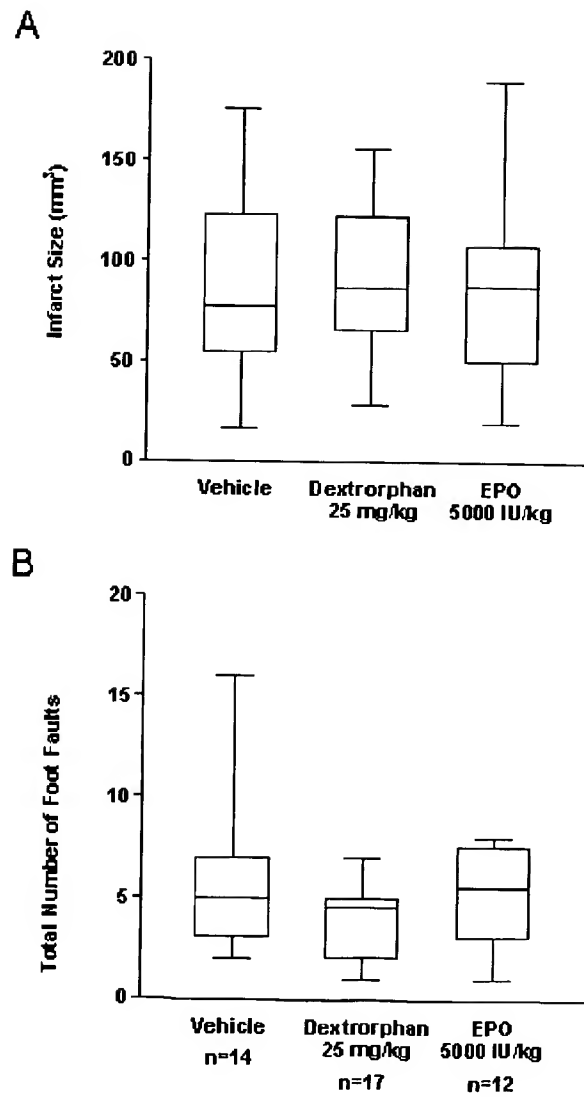 A
200
150
100
50
0
Infarct Size (mm³)
Vehicle
Dextrorphan
25 mg/kg
EPO
5000 IU/kg
B
20
15
10
5
0
Total Number of Foot Faults
Vehicle
n=14
Dextrorphan
25 mg/kg
n=17
EPO
5000 IU/kg
n=12